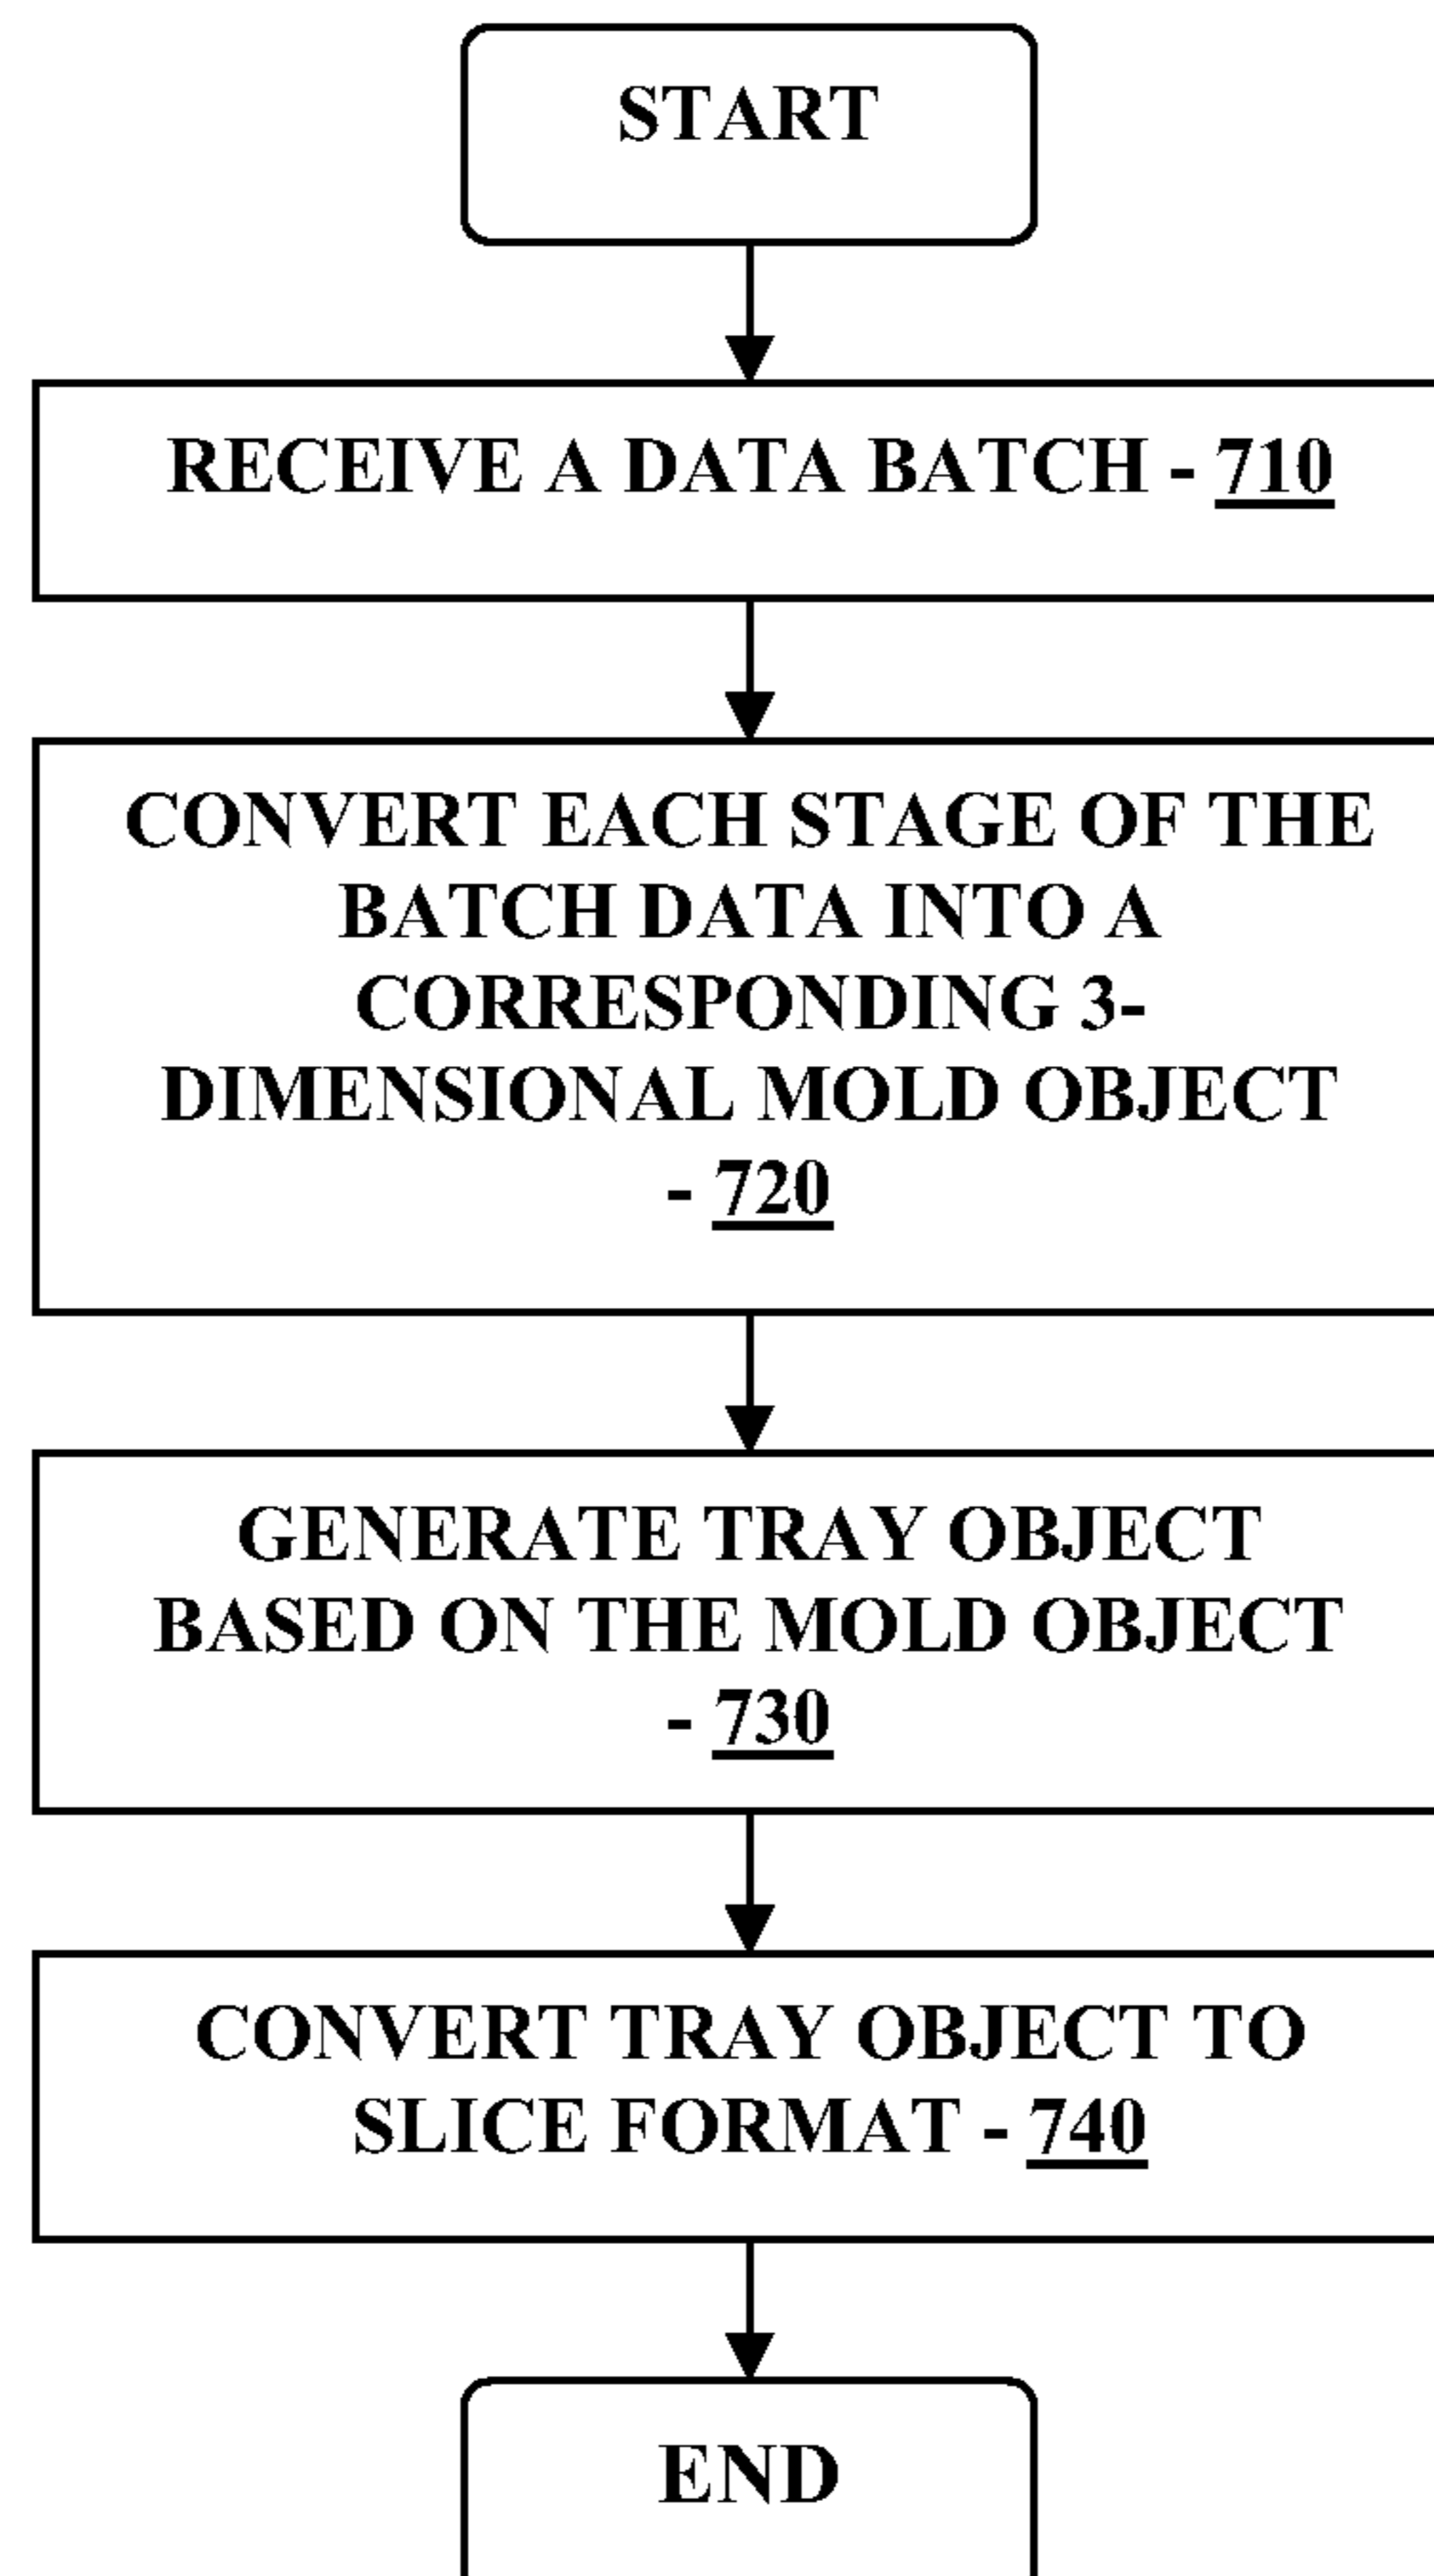 START
RECEIVE A DATA BATCH - 710
CONVERT EACH STAGE OF THE
BATCH DATA INTO A
CORRESPONDING 3-
DIMENSIONAL MOLD OBJECT
- 720
GENERATE TRAY OBJECT
BASED ON THE MOLD OBJECT
- 730
CONVERT TRAY OBJECT TO
SLICE FORMAT - 740
END